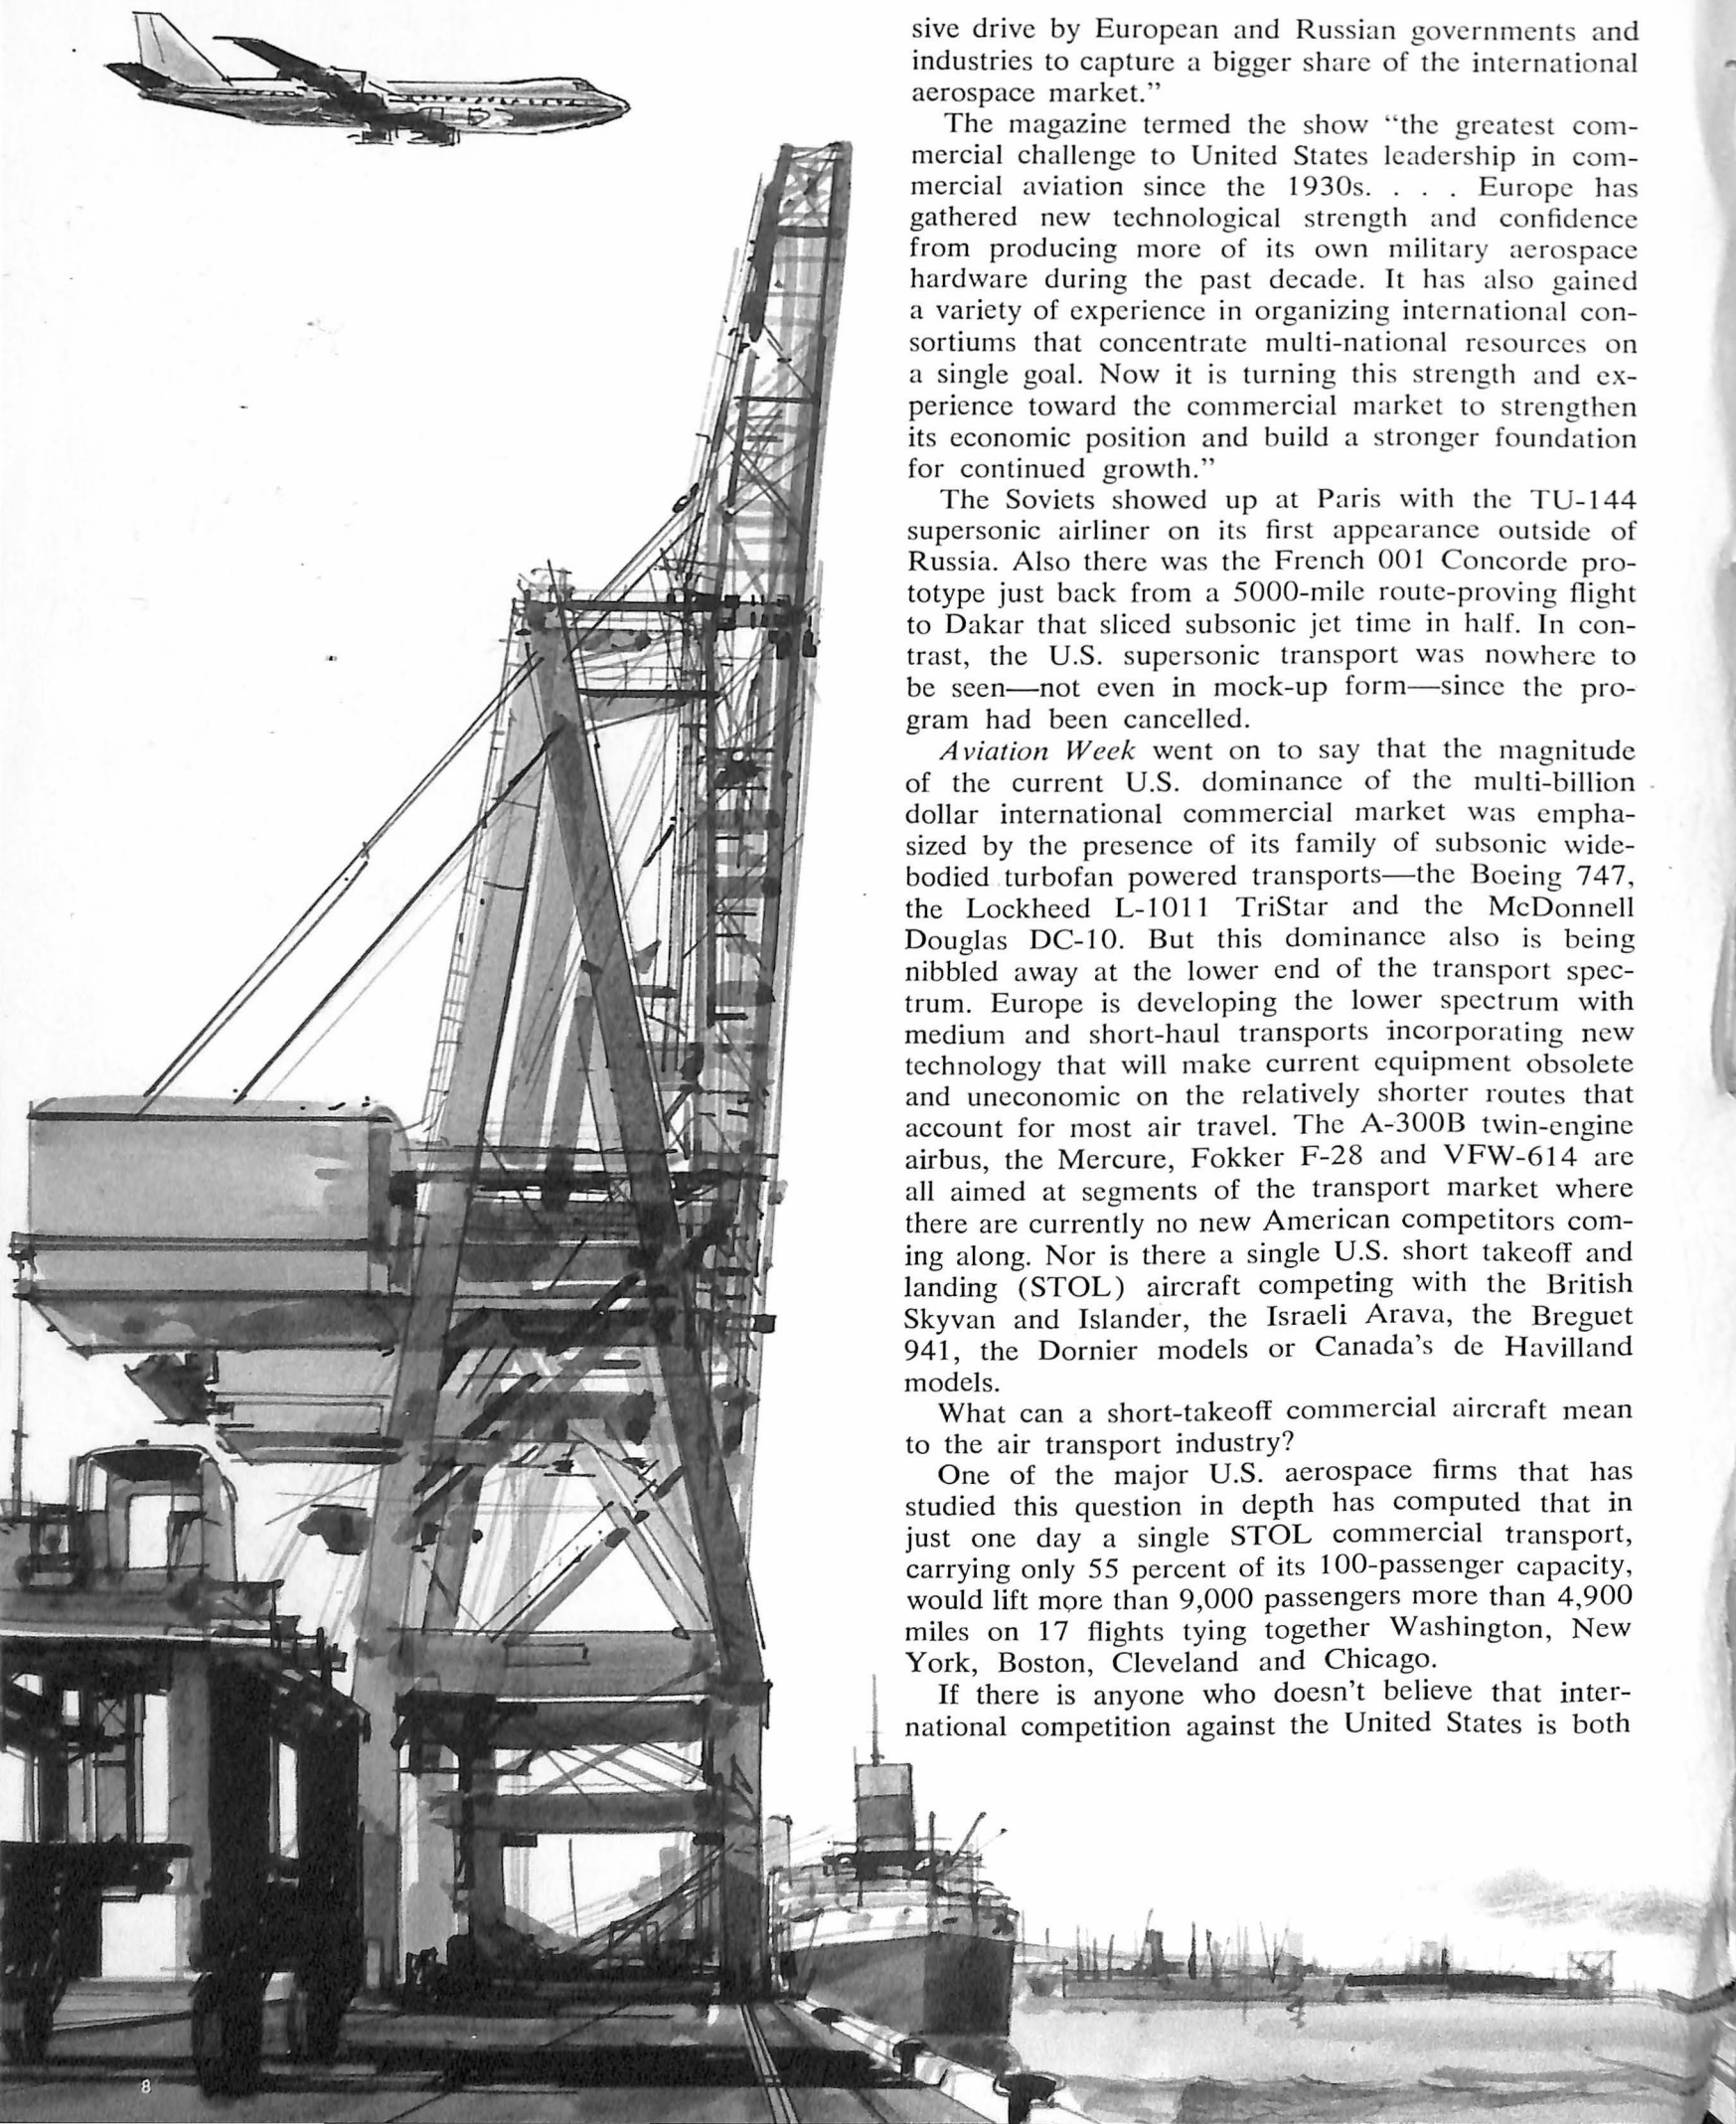 sive drive by European and Russian governments and
industries to capture a bigger share of the international
aerospace market.”
The magazine termed the show “the greatest com-
mercial challenge to United States leadership in com-
mercial aviation since the 1930s. . . . Europe has
gathered new technological strength and confidence
from producing more of its own military aerospace
hardware during the past decade. It has also gained
a variety of experience in organizing international con-
sortiums that concentrate multi-national resources on
a single goal. Now it is turning this strength and ex-
perience toward the commercial market to strengthen
its economic position and build a stronger foundation
for continued growth.”
The Soviets showed up at Paris with the TU-144
supersonic airliner on its first appearance outside of
Russia. Also there was the French 001 Concorde pro-
totype just back from a 5000-mile route-proving flight
to Dakar that sliced subsonic jet time in half. In con-
trast, the U.S. supersonic transport was nowhere to
be seen—not even in mock-up form—since the pro-
gram had been cancelled.
Aviation Week went on to say that the magnitude
of the current U.S. dominance of the multi-billion
dollar international commercial market was empha-
sized by the presence of its family of subsonic wide-
bodied turbofan powered transports—the Boeing 747,
the Lockheed L-1011 TriStar and the McDonnell
Douglas DC-10. But this dominance also is being
nibbled away at the lower end of the transport spec-
trum. Europe is developing the lower spectrum with
medium and short-haul transports incorporating new
technology that will make current equipment obsolete
and uneconomic on the relatively shorter routes that
account for most air travel. The A-300B twin-engine
airbus, the Mercure, Fokker F-28 and VFW-614 are
all aimed at segments of the transport market where
there are currently no new American competitors com-
ing along. Nor is there a single U.S. short takeoff and
landing (STOL) aircraft competing with the British
Skyvan and Islander, the Israeli Arava, the Breguet
941, the Dornier models or Canada’s de Havilland
models.
What can a short-takeoff commercial aircraft mean
to the air transport industry?
One of the major U.S. aerospace firms that has
studied this question in depth has computed that in
just one day a single STOL commercial transport,
carrying only 55 percent of its 100-passenger capacity,
would lift more than 9,000 passengers more than 4,900
miles on 17 flights tying together Washington, New
York, Boston, Cleveland and Chicago.
If there is anyone who doesn’t believe that inter-
national competition against the United States is both
8